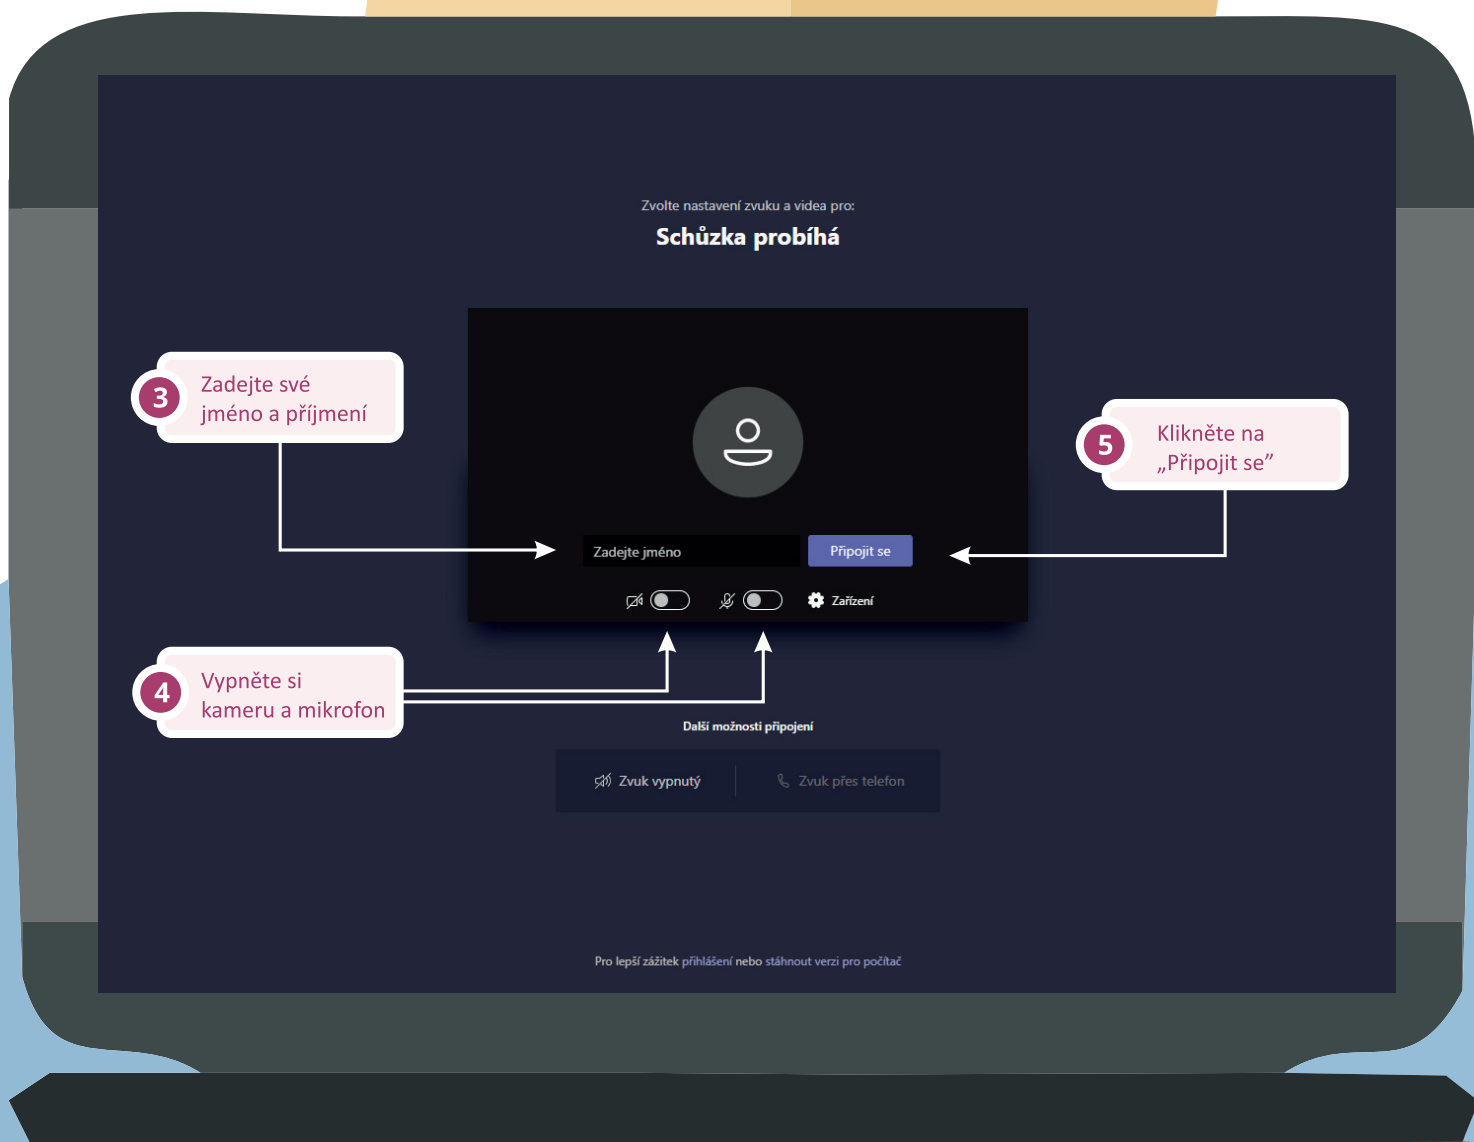 Zvolte nastavení zvuku a videa pro:
Schůzka probíhá
3
Zadejte své
jméno a příjmení
5
Klikněte na
„Připojit se”
Zadejte jméno
Připojit se
Zařízení
4
Vypněte si
kameru a mikrofon
Další možnosti připojení
Zvuk vypnutý
Zvuk přes telefon
Pro lepší zážitek přihlášení nebo stáhnout verzi pro počítač